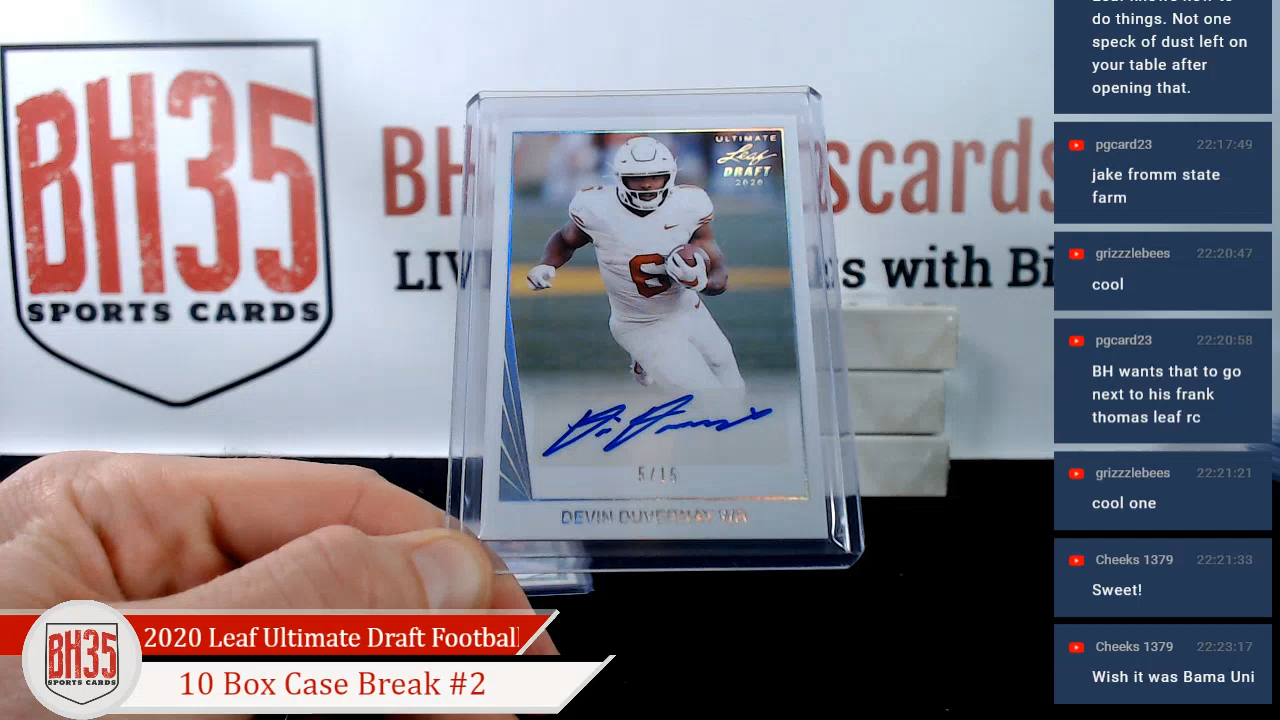 BH35
SPORTS CARDS
BH
scards
LIV
s with Bi
ULTIMATE
Leaf
DRAFT
2020
6
5/15
DEVIN DUVERNAY WR
do things. Not one
speck of dust left on
your table after
opening that.
pgcard23 22:17:49
jake fromm state
farm
grizzzlebees 22:20:47
cool
pgcard23 22:20:58
BH wants that to go
next to his frank
thomas leaf rc
grizzzlebees 22:21:21
cool one
Cheeks 1379 22:21:33
Sweet!
Cheeks 1379 22:23:17
Wish it was Bama Uni
BH35
SPORTS CARDS
2020 Leaf Ultimate Draft Football
10 Box Case Break #2